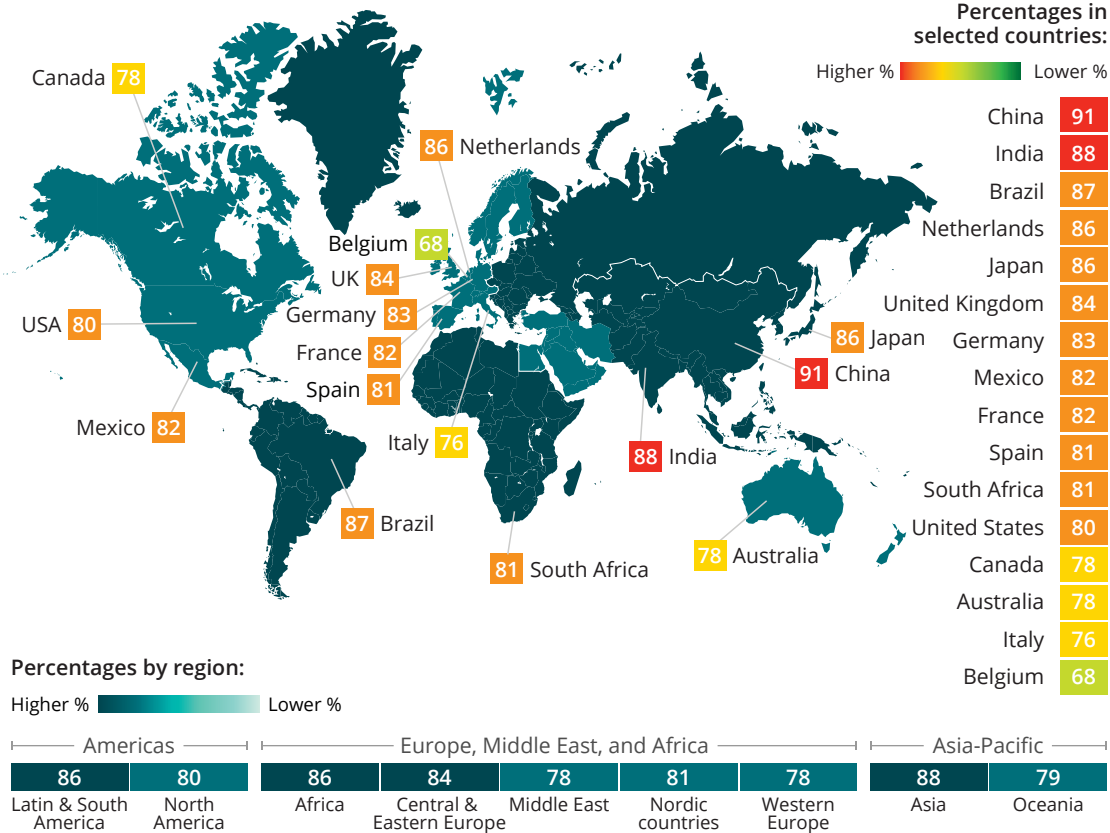 Percentages in
selected countries:
Higher %
Lower %
Canada 78
86 Netherlands
Belgium 68
UK 84
Germany 83
USA 80
France 82
Spain 81
Mexico 82
Italy 76
86 Japan
91 China
88 India
87 Brazil
78 Australia
81 South Africa
China 91
India 88
Brazil 87
Netherlands 86
Japan 86
United Kingdom 84
Germany 83
Mexico 82
France 82
Spain 81
South Africa 81
United States 80
Canada 78
Australia 78
Italy 76
Belgium 68
Percentages by region:
Higher %
Lower %
Americas
86
Latin & South
America
80
North
America
Europe, Middle East, and Africa
86
Africa
84
Central &
Eastern Europe
78
Middle East
81
Nordic
countries
78
Western
Europe
Asia-Pacific
88
Asia
79
Oceania